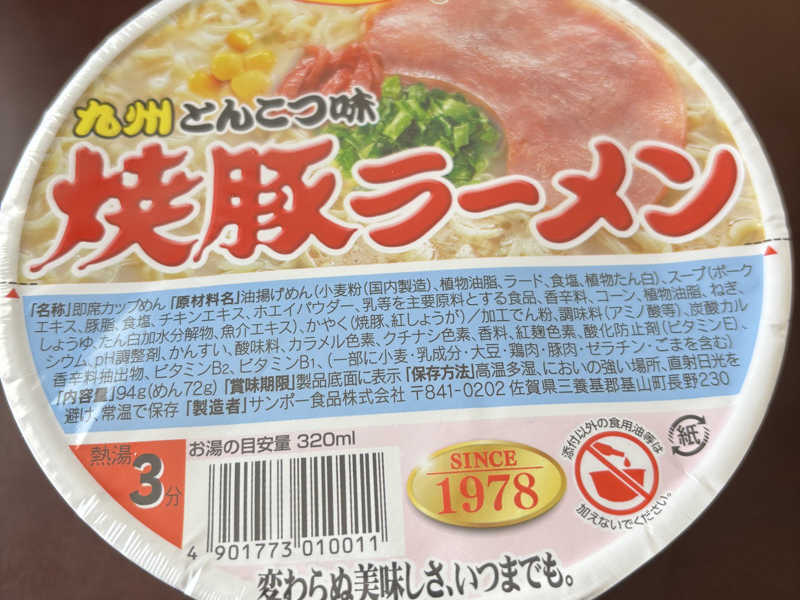 九州とんこつ味
焼豚ラーメン
「名称」即席カップめん「原材料名」油揚げめん(小麦粉(国内製造)、植物油脂、ラード、食塩、植物たん白)、スープ(ポーク
エキス、豚脂、食塩、チキンエキス、ホエイパウダー、乳等を主要原料とする食品、香辛料、コーン、植物油脂、ねぎ、
しょうゆ、たん白加水分解物、魚介エキス)、かやく(焼豚、紅しょうが)/加工でん粉、調味料(アミノ酸等)、炭酸カル
シウム、pH調整剤、かんすい、酸味料、カラメル色素、クチナシ色素、香料、紅麹色素、酸化防止剤(ビタミンE)、
香辛料抽出物、ビタミンB2、ビタミンB1、(一部に小麦・乳成分・大豆・鶏肉・豚肉・ゼラチン・ごまを含む)
「内容量」94g(めん72g)「賞味期限」製品底面に表示「保存方法」高温多湿、においの強い場所、直射日光を
避け、常温で保存「製造者」サンポー食品株式会社 〒841-0202 佐賀県三養基郡基山町長野230
熱湯
3分
お湯の目安量 320ml
4 901773 010011
SINCE
1978
添付以外の食用油等は
加えないでください。
紙
変わらぬ美味しさ、いつまでも。